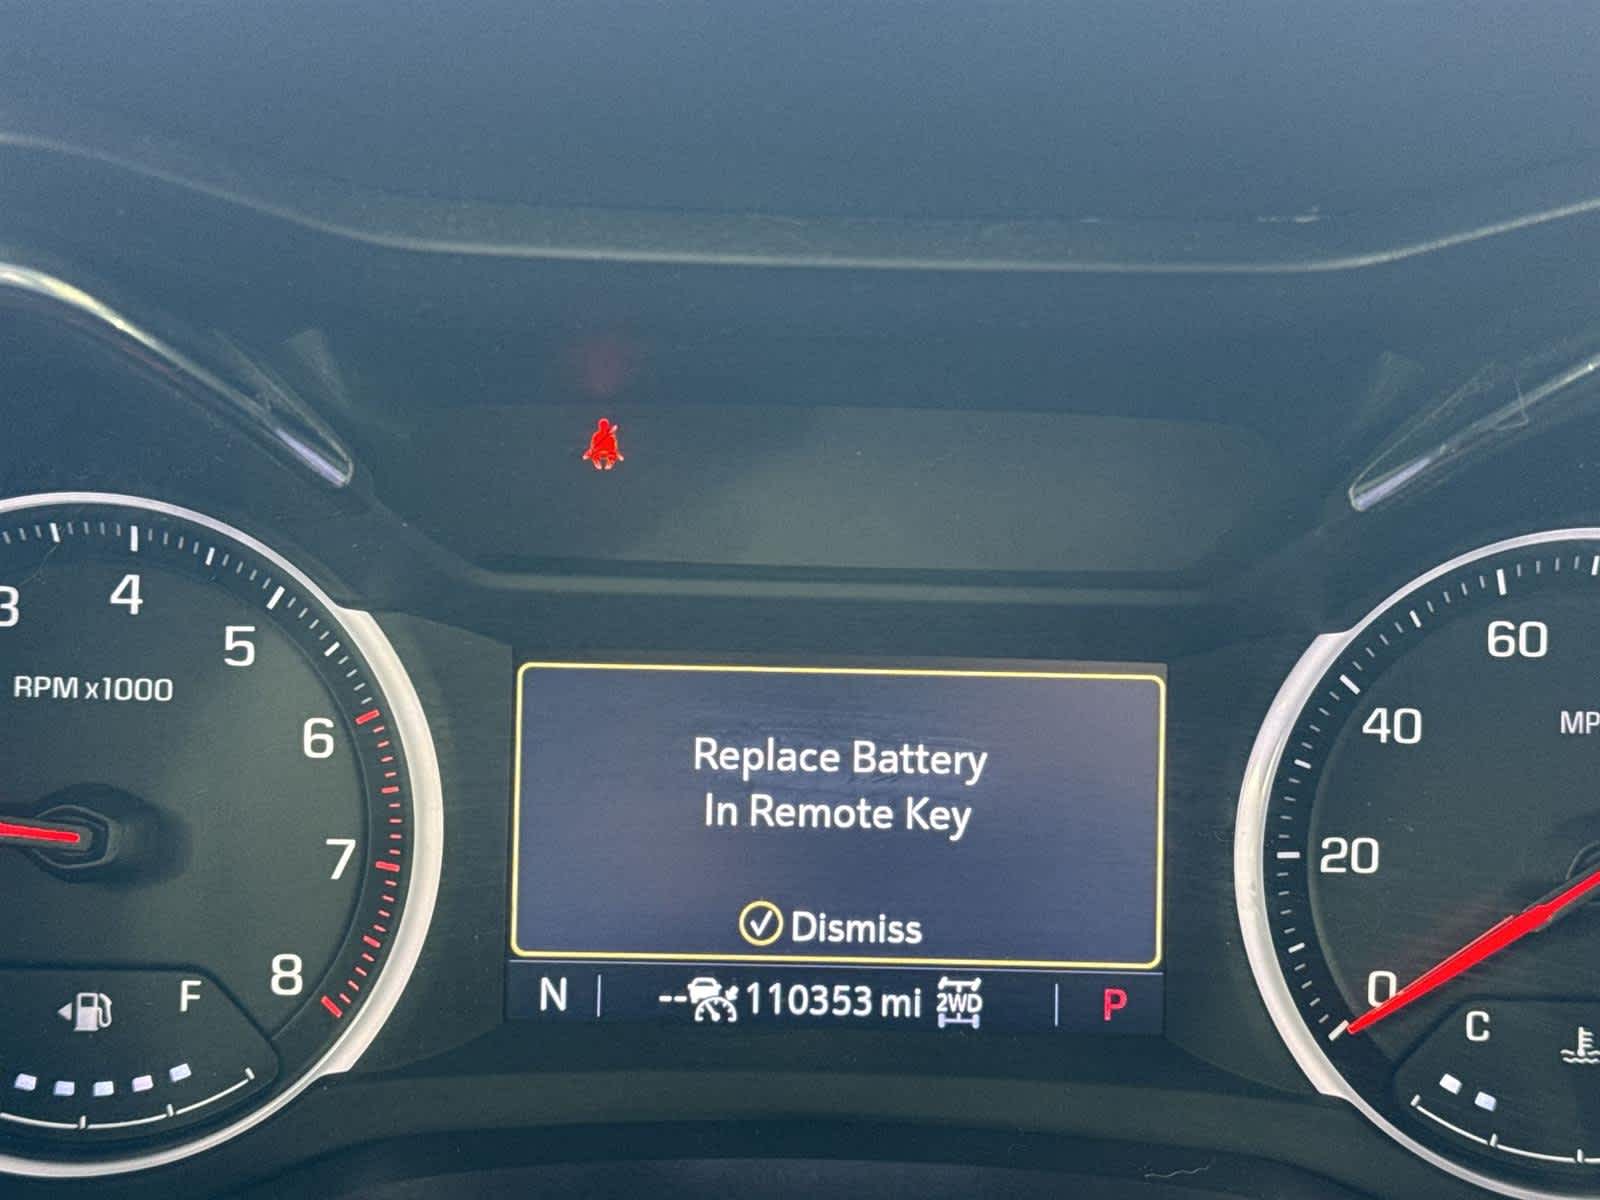 3
4
5
6
7
8
RPM x1000
F
Replace Battery
In Remote Key
Dismiss
N
-- 110353 mi 2WD
P
60
40
20
0
C